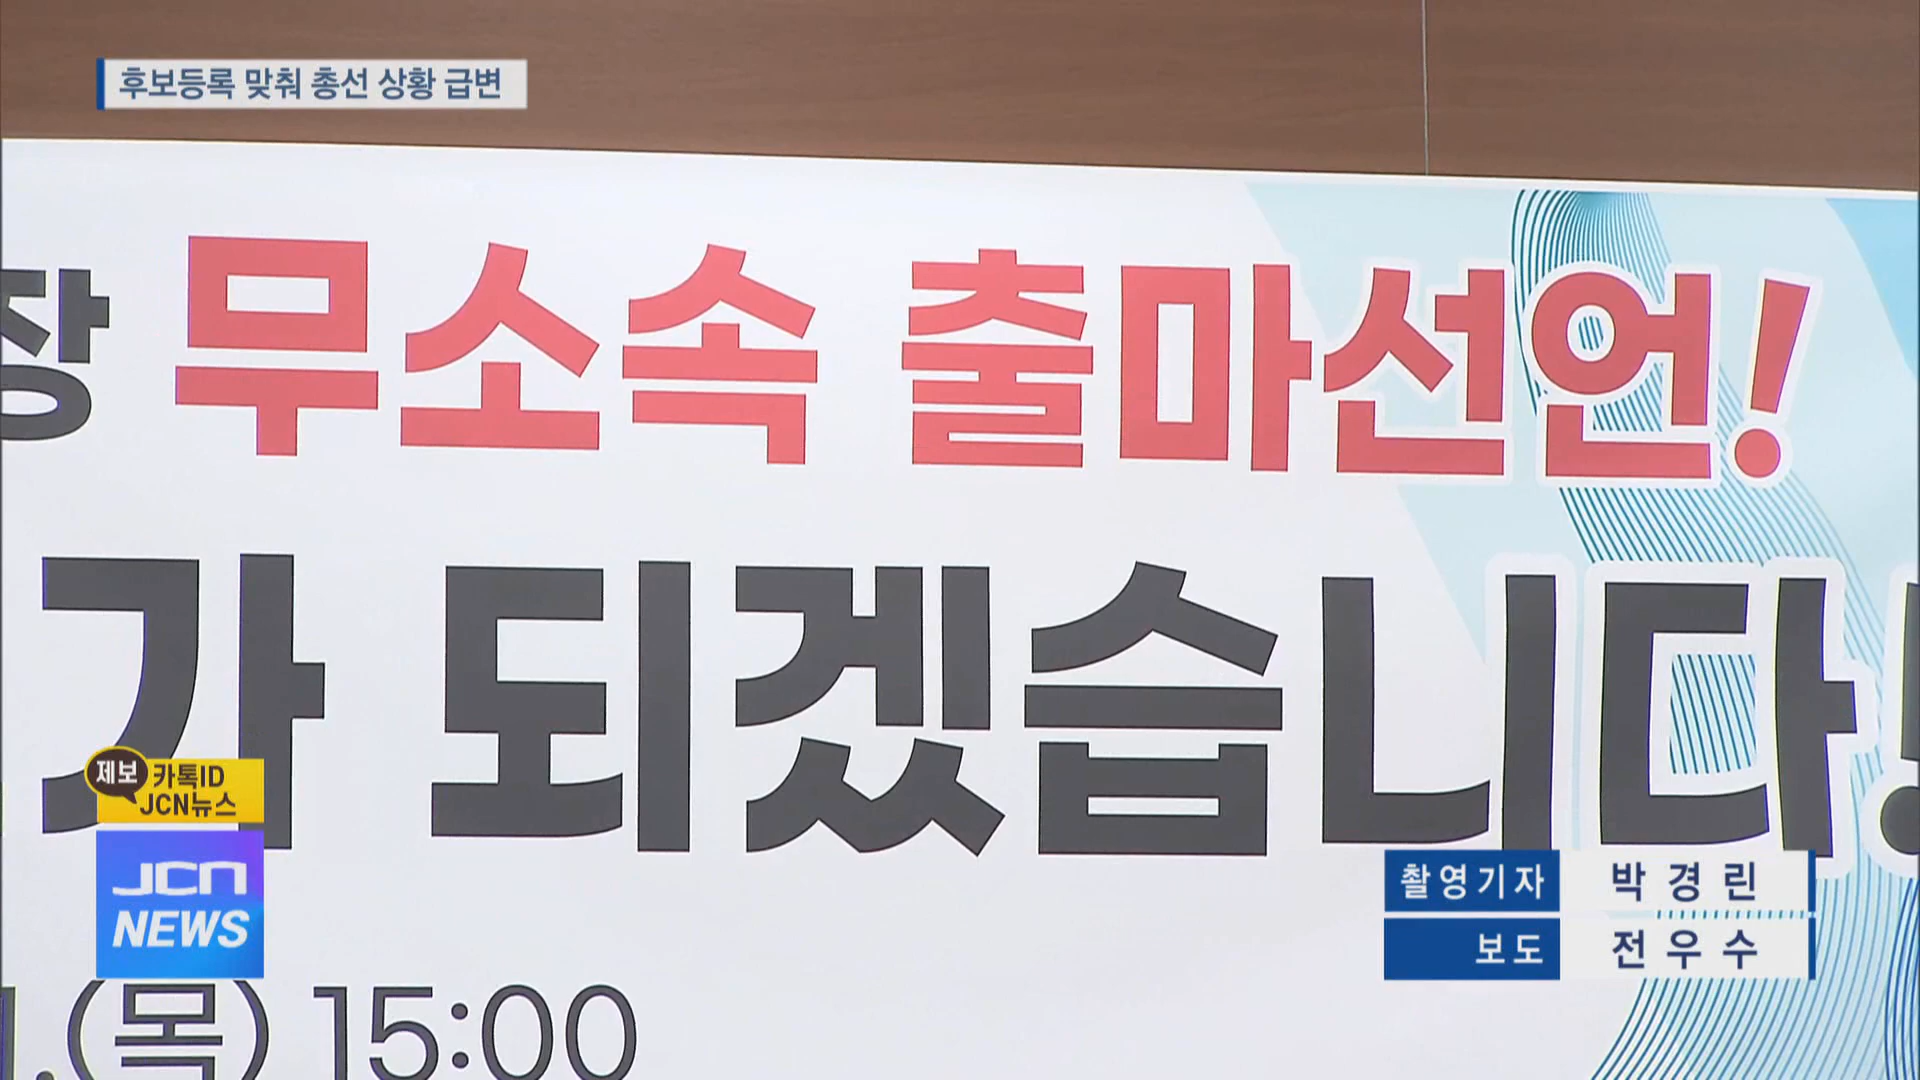 후보등록 맞춰 총선 상황 급변
장 무소속 출마선언!
가 되겠습니다!
제보 카톡ID
JCN뉴스
JCN
NEWS
촬영기자 박경린
보도 전우수
1.(목) 15:00